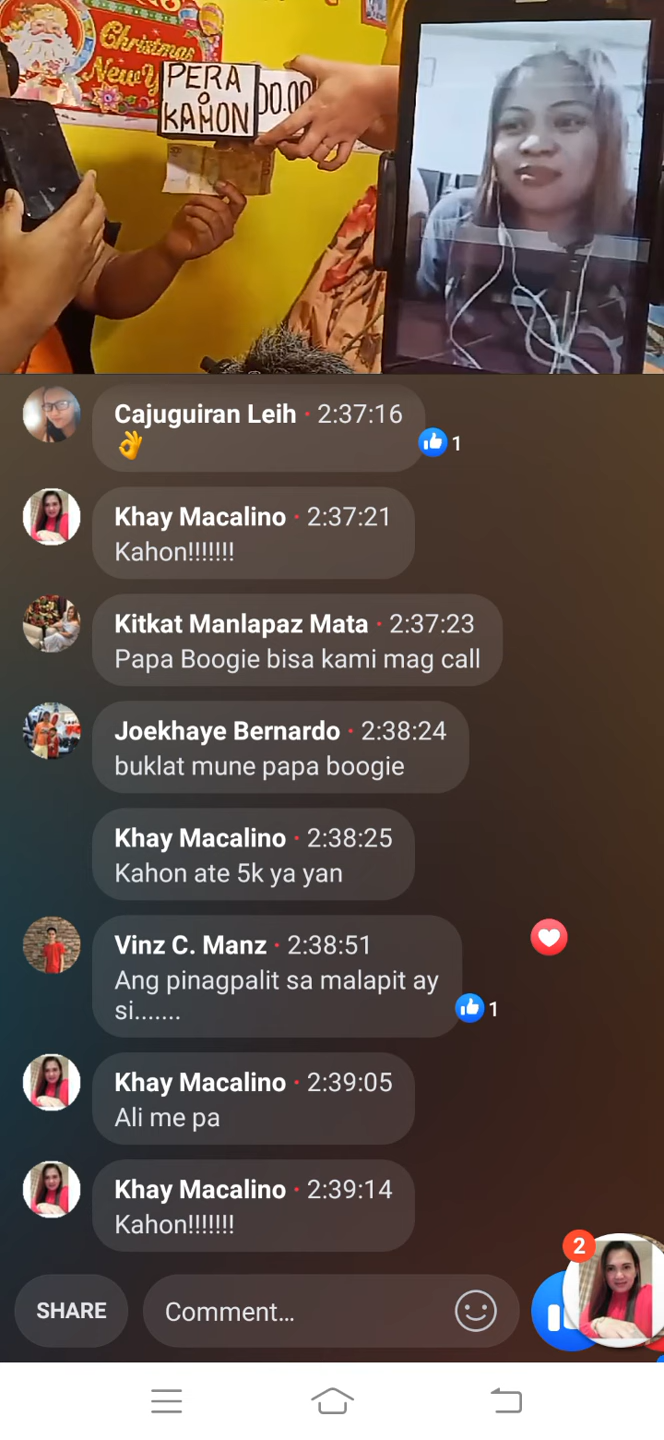 Christmas
New Y
PERA
o
KAHON
00.00
Cajuguiran Leih · 2:37:16
👌
1
Khay Macalino · 2:37:21
Kahon!!!!!!!
Kitkat Manlapaz Mata · 2:37:23
Papa Boogie bisa kami mag call
Joekhaye Bernardo · 2:38:24
buklat mune papa boogie
Khay Macalino · 2:38:25
Kahon ate 5k ya yan
Vinz C. Manz · 2:38:51
Ang pinagpalit sa malapit ay
si.......
1
Khay Macalino · 2:39:05
Ali me pa
Khay Macalino · 2:39:14
Kahon!!!!!!!
2
SHARE
Comment...